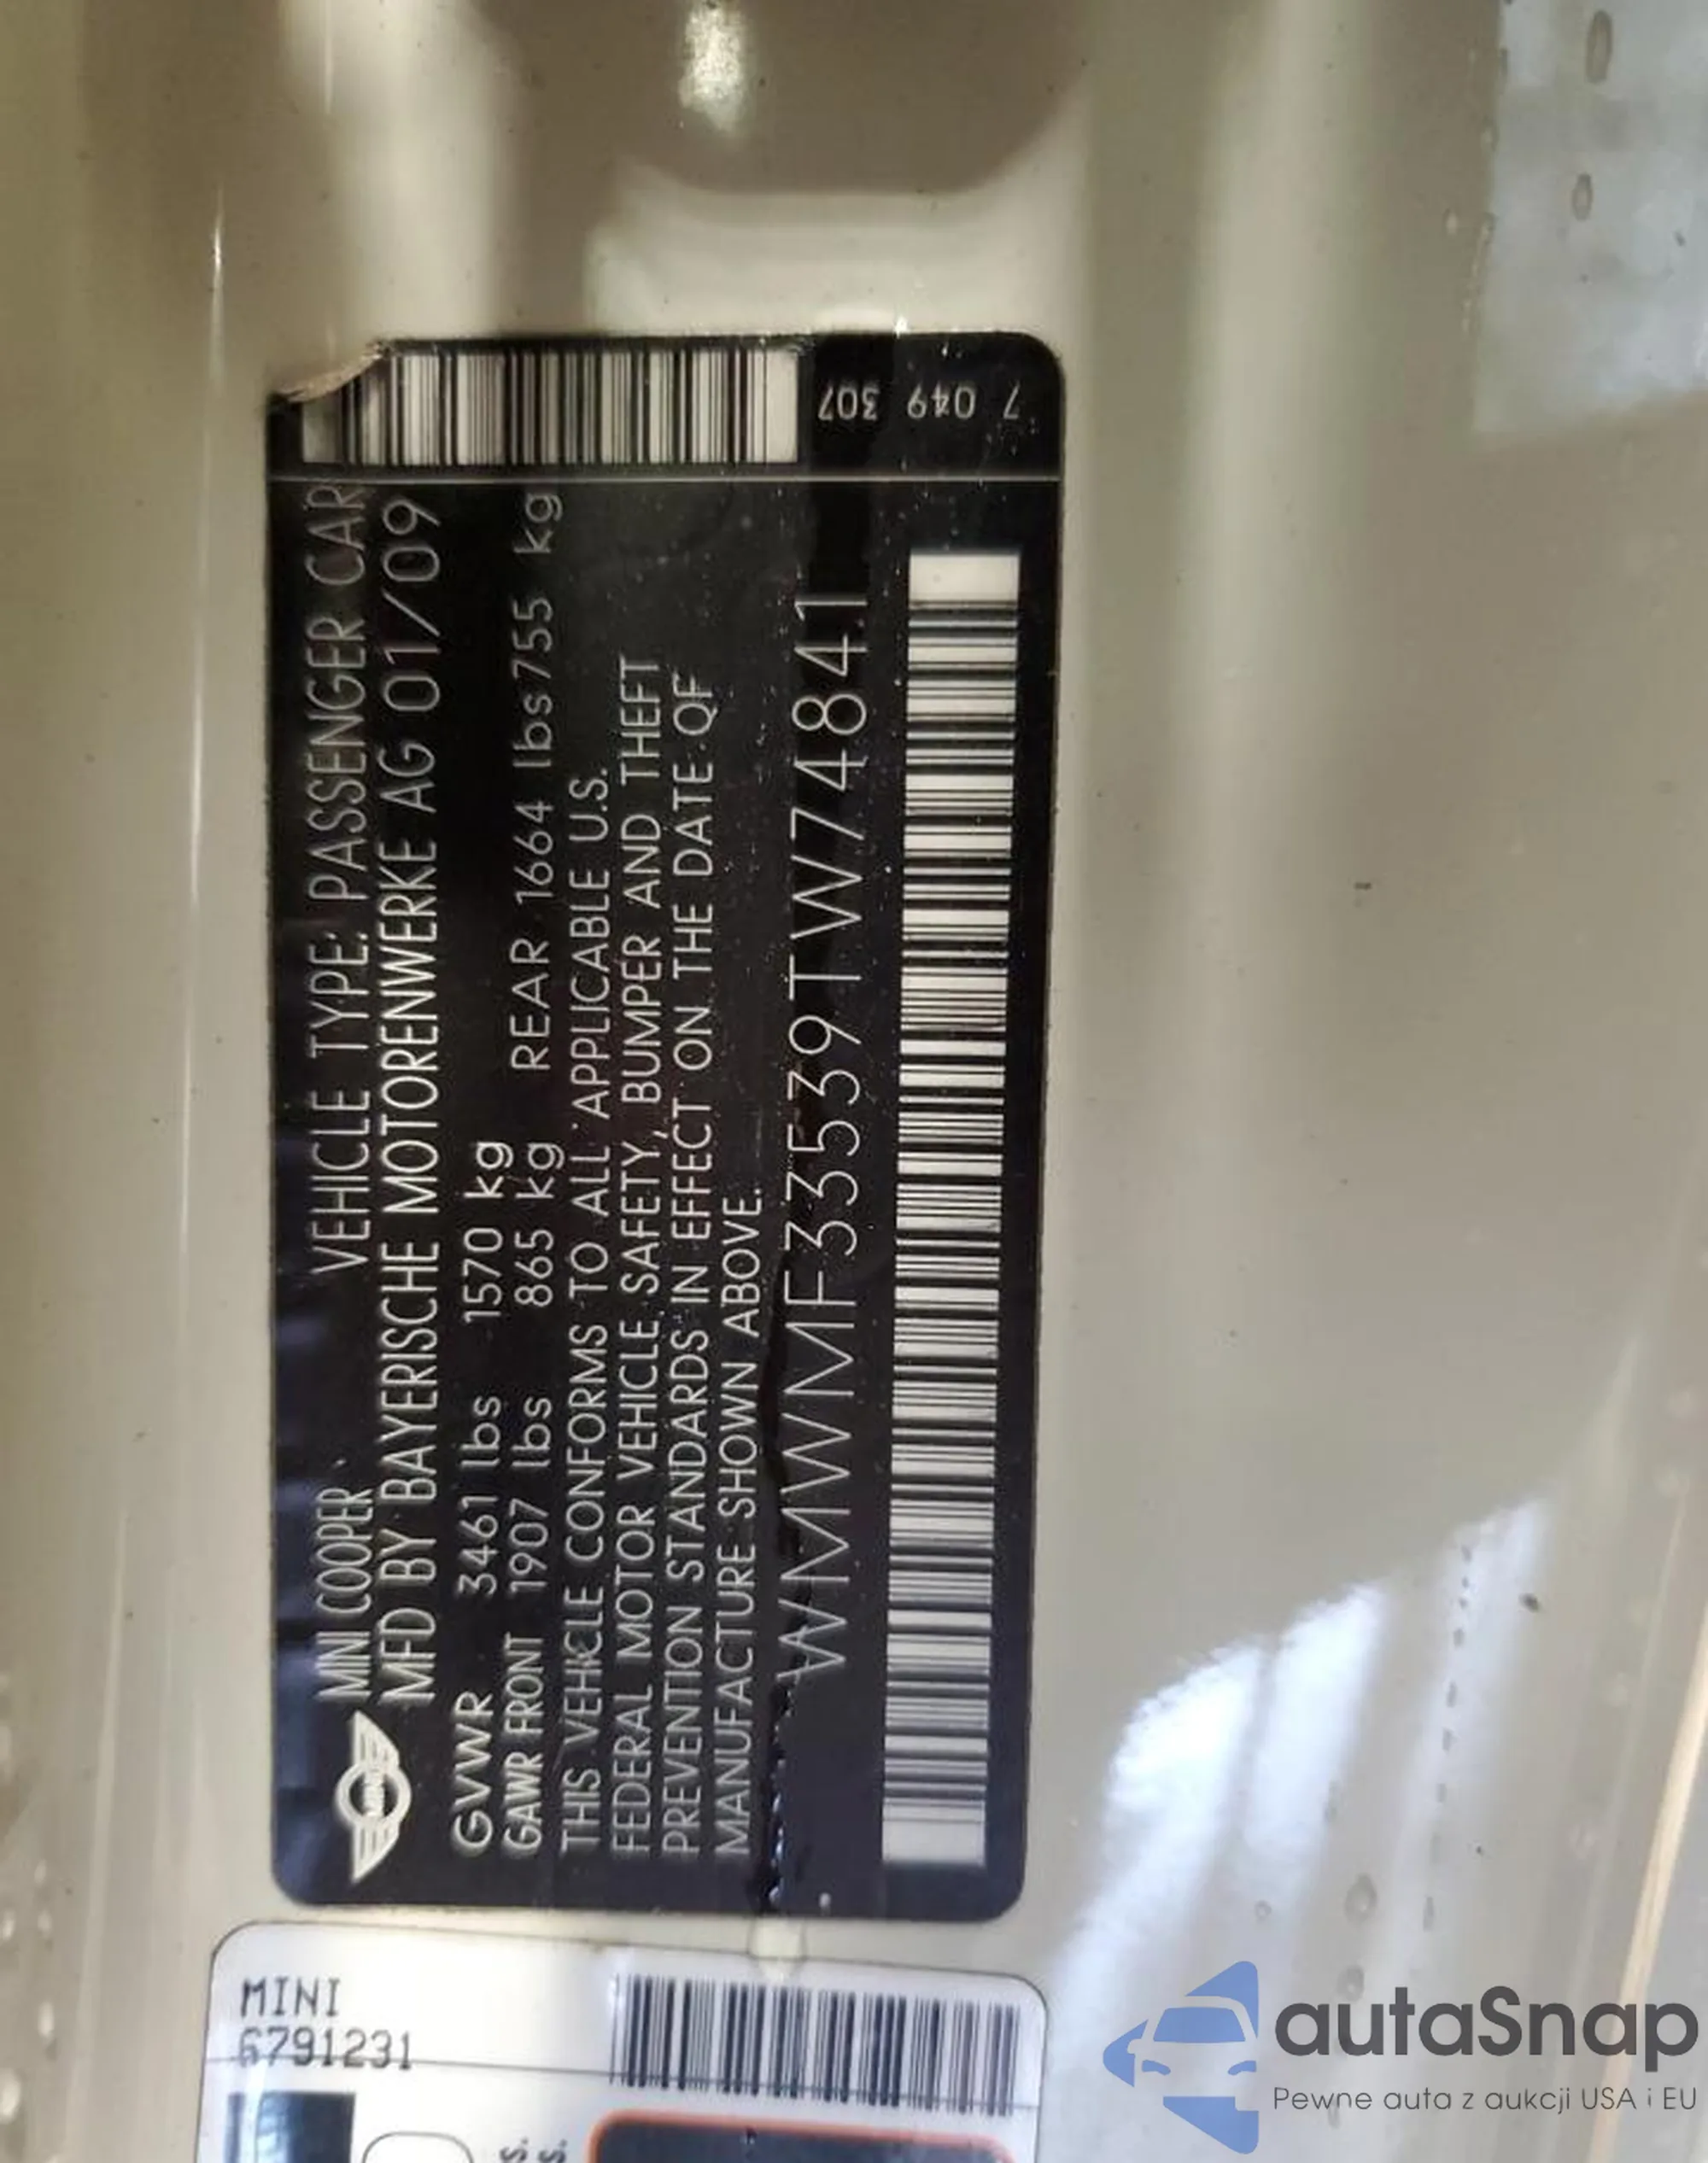 MINI COOPER VEHICLE TYPE: PASSENGER CAR
MFD BY BAYERISCHE MOTORENWERKE AG 01/09
GVWR 3461 lbs 1570 kg
GAWR FRONT 1907 lbs 865 kg REAR 1664 lbs 755 kg
THIS VEHICLE CONFORMS TO ALL APPLICABLE U.S.
FEDERAL MOTOR VEHICLE SAFETY, BUMPER AND THEFT
PREVENTION STANDARDS IN EFFECT ON THE DATE OF
MANUFACTURE SHOWN ABOVE.
WMWMF33539TW74841
7 049 307
MINI
MINI
6791231
autaSnap
Pewne auta z aukcji USA i EU